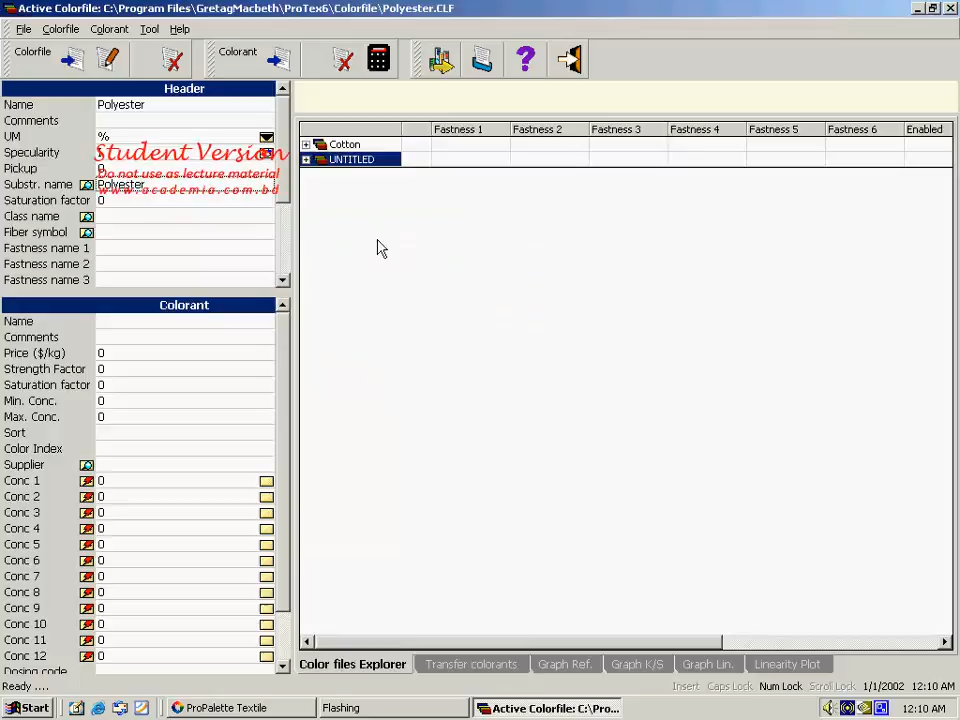 Active Colorfile: C:\Program Files\GretagMacbeth\ProTex6\Colorfile\Polyester.CLF
File Colorfile Colorant Tool Help
Colorfile Colorant
Header
Name Polyester
Comments
UM %
Specularity
Pickup 0
Substr. name Polyester
Saturation factor 0
Class name
Fiber symbol
Fastness name 1
Fastness name 2
Fastness name 3
Student Version
Do not use as lecture material
www.academia.com.bd
Colorant
Name
Comments
Price ($/kg) 0
Strength Factor 0
Saturation factor 0
Min. Conc. 0
Max. Conc. 0
Sort
Color Index
Supplier
Conc 1 0
Conc 2 0
Conc 3 0
Conc 4 0
Conc 5 0
Conc 6 0
Conc 7 0
Conc 8 0
Conc 9 0
Conc 10 0
Conc 11 0
Conc 12 0
Dosing code
Fastness 1 Fastness 2 Fastness 3 Fastness 4 Fastness 5 Fastness 6 Enabled
Cotton
UNTITLED
Color files Explorer Transfer colorants Graph Ref. Graph K/S Graph Lin. Linearity Plot
Ready .... Insert Caps Lock Num Lock Scroll Lock 1/1/2002 12:10 AM
Start ProPalette Textile Flashing Active Colorfile: C:\Pro... 12:10 AM